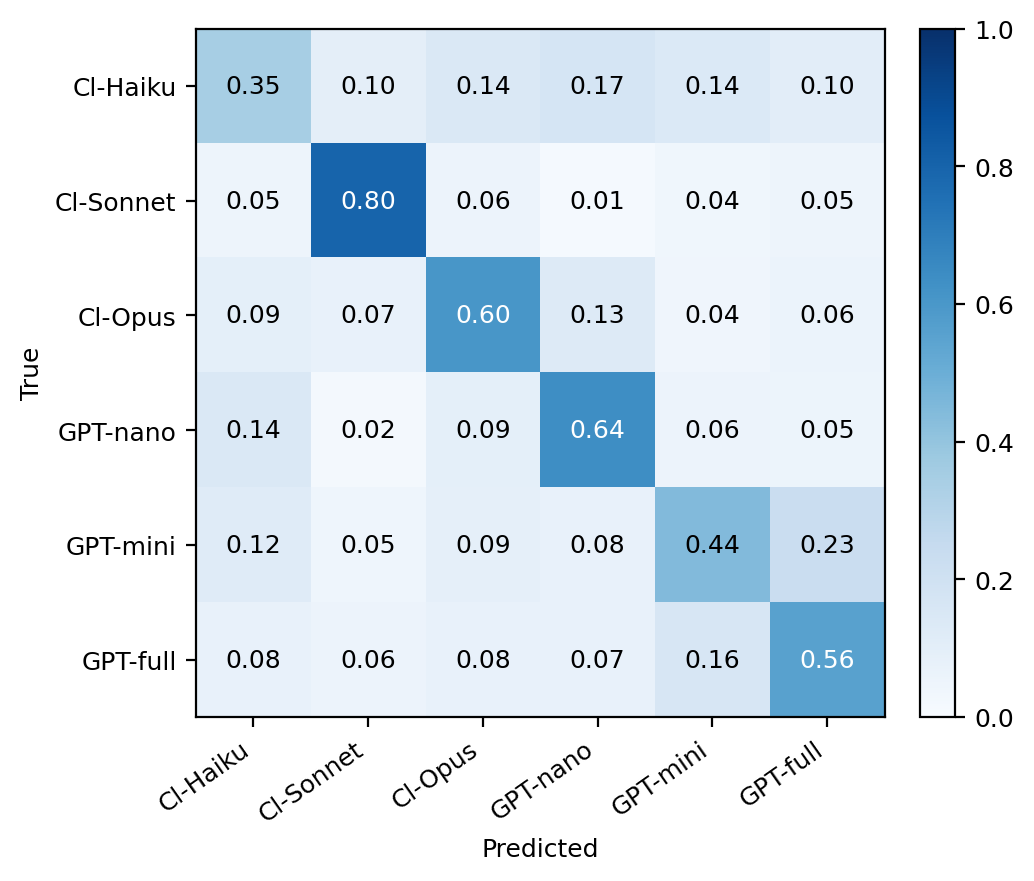 Cl-Haiku 0.35 0.10 0.14 0.17 0.14 0.10
Cl-Sonnet 0.05 0.80 0.06 0.01 0.04 0.05
Cl-Opus 0.09 0.07 0.60 0.13 0.04 0.06
GPT-nano 0.14 0.02 0.09 0.64 0.06 0.05
GPT-mini 0.12 0.05 0.09 0.08 0.44 0.23
GPT-full 0.08 0.06 0.08 0.07 0.16 0.56
True
Cl-Haiku Cl-Sonnet Cl-Opus GPT-nano GPT-mini GPT-full
Predicted
1.0
0.8
0.6
0.4
0.2
0.0